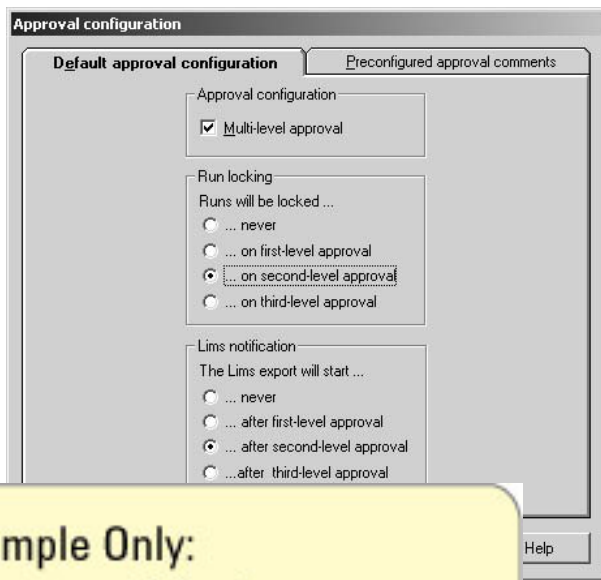 Approval configuration
Default approval configuration
Preconfigured approval comments
Approval configuration
Multi-level approval
Run locking
Runs will be locked ...
... never
... on first-level approval
... on second-level approval
... on third-level approval
Lims notification
The Lims export will start ...
... never
... after first-level approval
... after second-level approval
...after third-level approval
mple Only:
Help